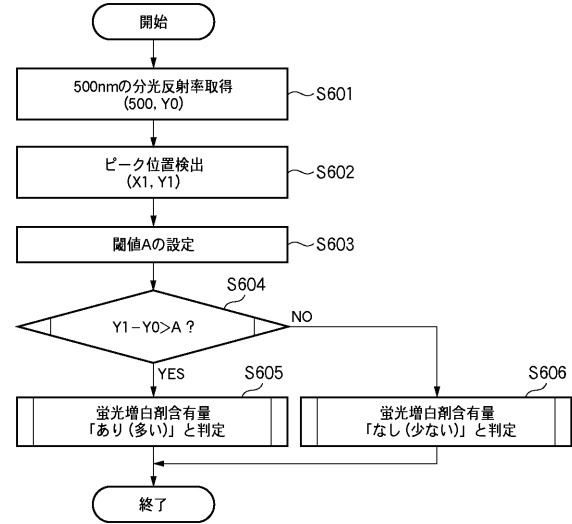 開始
500nmの分光反射率取得
(500, Y0)
S601
ピーク位置検出
(X1, Y1)
S602
閾値Aの設定
S603
S604
Y1−Y0>A ?
NO
YES
S605
蛍光増白剤含有量
「あり(多い)」と判定
S606
蛍光増白剤含有量
「なし(少ない)」と判定
終了